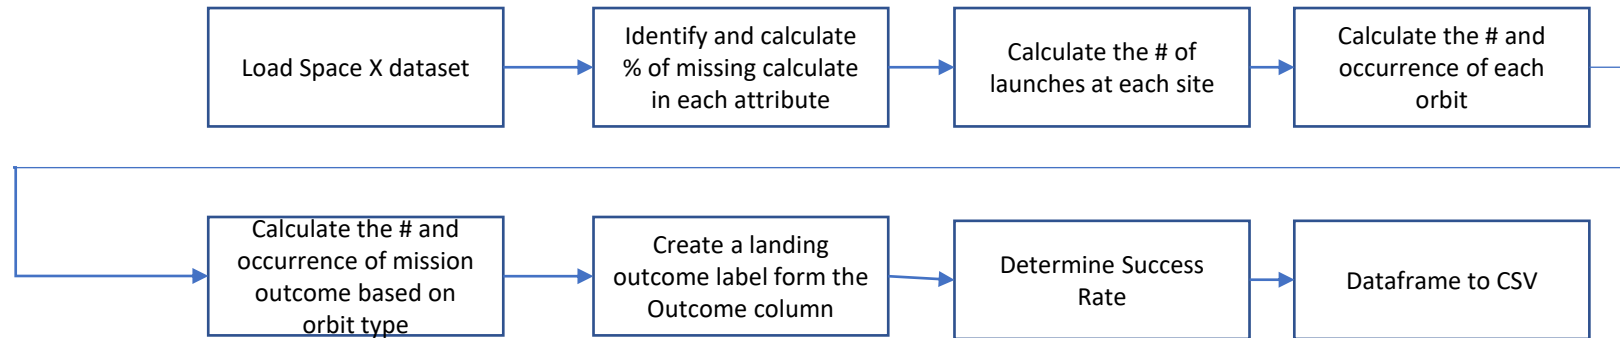 Load Space X dataset
Identify and calculate
% of missing calculate
in each attribute
Calculate the # of
launches at each site
Calculate the # and
occurrence of each
orbit
Calculate the # and
occurrence of mission
outcome based on
orbit type
Create a landing
outcome label form the
Outcome column
Determine Success
Rate
Dataframe to CSV